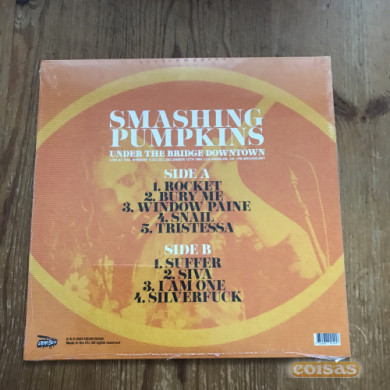 SMASHING
PUMPKINS
UNDER THE BRIDGE DOWNTOWN
SIDE A
1. ROCKET
2. BURY ME
3. WINDOW PAINE
4. SNAIL
5. TRISTESSA
SIDE B
1. SUFFER
2. SIVA
3. I AM ONE
4. SILVERFUCK
coisas